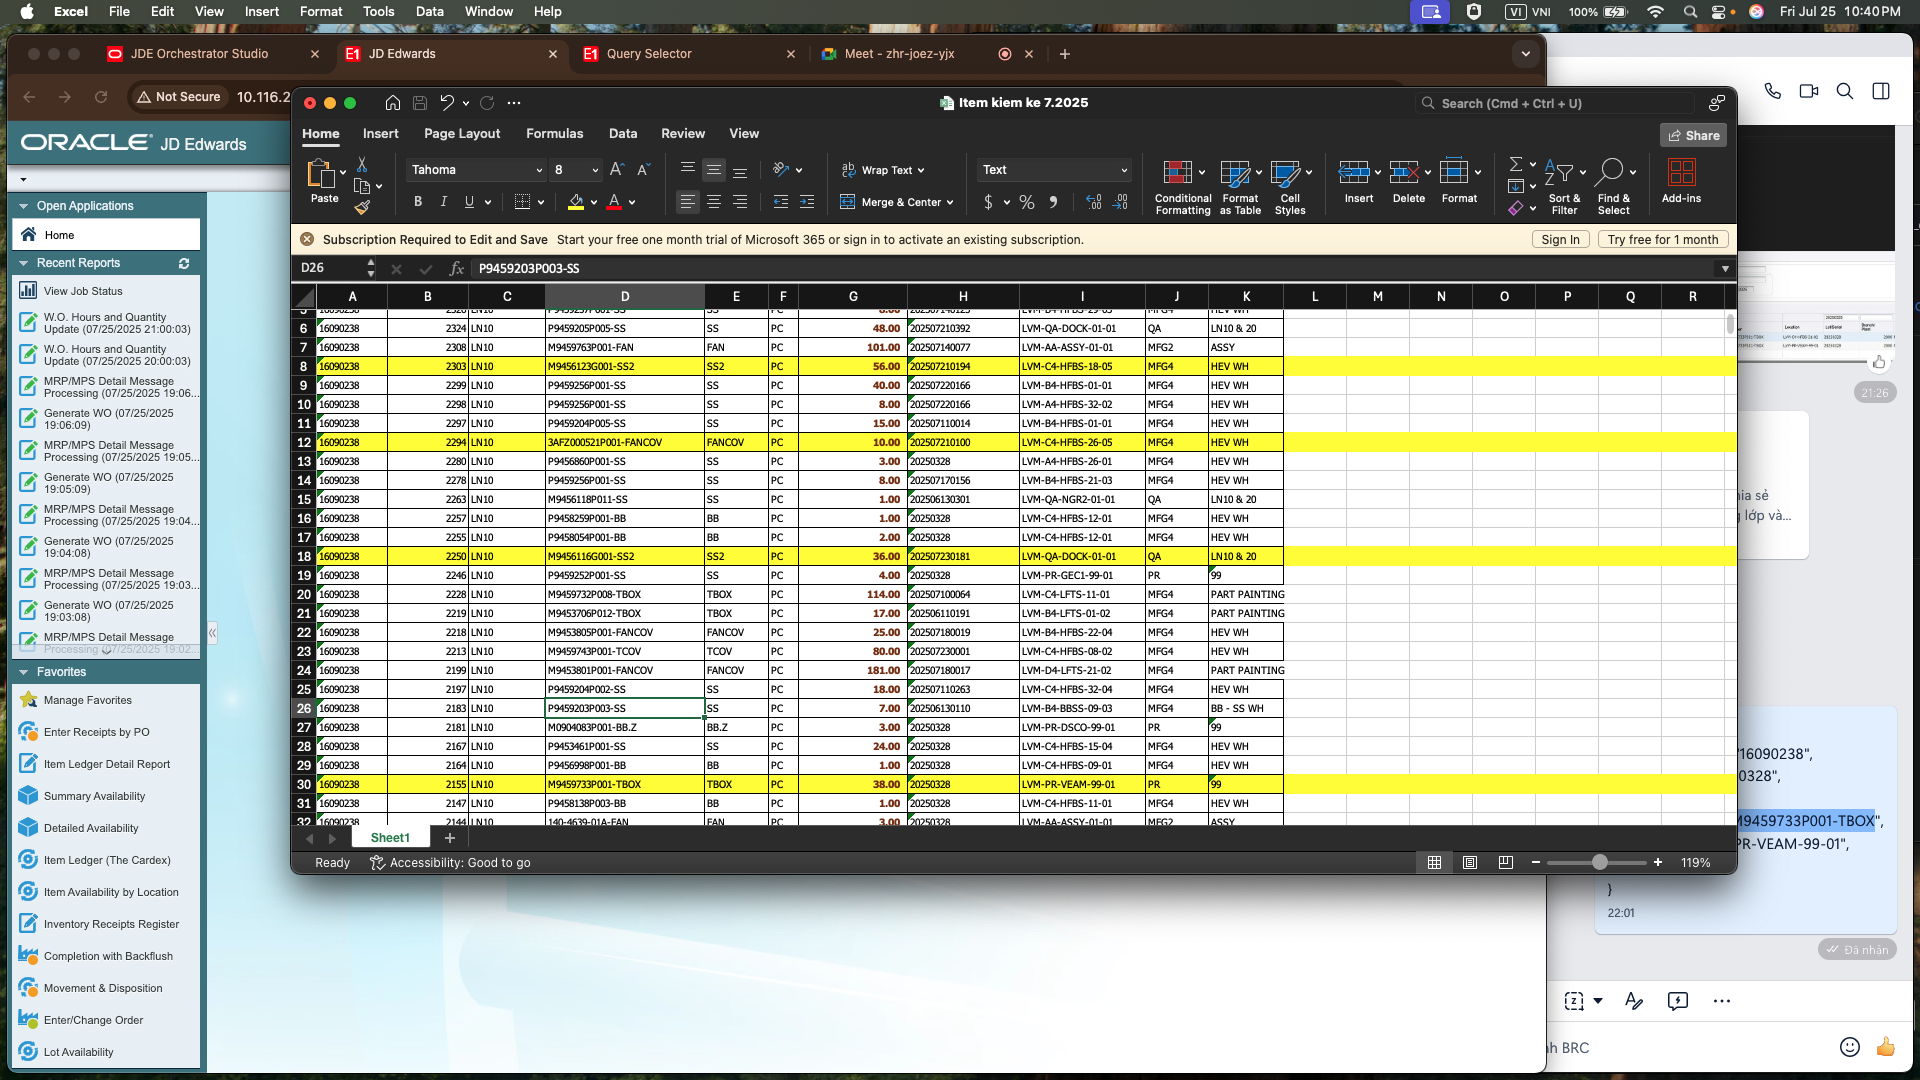 Excel File Edit View Insert Format Tools Data Window Help
VI VNI 100% Fri Jul 25 10:40 PM
JDE Orchestrator Studio
JD Edwards
Query Selector
Meet - zhr-joez-yjx
Not Secure 10.116.2
ORACLE JD Edwards
Open Applications
Home
Recent Reports
View Job Status
W.O. Hours and Quantity
Update (07/25/2025 21:00:03)
W.O. Hours and Quantity
Update (07/25/2025 20:00:03)
MRP/MPS Detail Message
Processing (07/25/2025 19:06...
Generate WO (07/25/2025
19:06:09)
MRP/MPS Detail Message
Processing (07/25/2025 19:05...
Generate WO (07/25/2025
19:05:09)
MRP/MPS Detail Message
Processing (07/25/2025 19:04...
Generate WO (07/25/2025
19:04:08)
MRP/MPS Detail Message
Processing (07/25/2025 19:03...
Generate WO (07/25/2025
19:03:08)
MRP/MPS Detail Message
Processing (07/25/2025 19:02...
Favorites
Manage Favorites
Enter Receipts by PO
Item Ledger Detail Report
Summary Availability
Detailed Availability
Item Ledger (The Cardex)
Item Availability by Location
Inventory Receipts Register
Completion with Backflush
Movement & Disposition
Enter/Change Order
Lot Availability
Item kiem ke 7.2025
Search (Cmd + Ctrl + U)
Home Insert Page Layout Formulas Data Review View
Share
Paste
Tahoma 8
B I U
Wrap Text
Merge & Center
Text
$ %
Conditional Formatting
Format as Table
Cell Styles
Insert
Delete
Format
Sort & Filter
Find & Select
Add-ins
Subscription Required to Edit and Save Start your free one month trial of Microsoft 365 or sign in to activate an existing subscription.
Sign In
Try free for 1 month
D26 fx P9459203P003-SS
A B C D E F G H I J K L M N O P Q R
6 16090238 2324 LN10 P9459205P005-SS SS PC 48.00 202507210392 LVM-QA-DOCK-01-01 QA LN10 & 20
7 16090238 2308 LN10 M9459763P001-FAN FAN PC 101.00 202507140077 LVM-AA-ASSY-01-01 MFG2 ASSY
8 16090238 2303 LN10 M9456123G001-SS2 SS2 PC 56.00 202507210194 LVM-C4-HFBS-18-05 MFG4 HEV WH
9 16090238 2299 LN10 P9459256P001-SS SS PC 40.00 202507220166 LVM-B4-HFBS-01-01 MFG4 HEV WH
10 16090238 2298 LN10 P9459256P001-SS SS PC 8.00 202507220166 LVM-A4-HFBS-32-02 MFG4 HEV WH
11 16090238 2297 LN10 P9459204P005-SS SS PC 15.00 202507110014 LVM-B4-HFBS-01-01 MFG4 HEV WH
12 16090238 2294 LN10 3AFZ000521P001-FANCOV FANCOV PC 10.00 202507210100 LVM-C4-HFBS-26-05 MFG4 HEV WH
13 16090238 2280 LN10 P9456860P001-SS SS PC 3.00 20250328 LVM-A4-HFBS-26-01 MFG4 HEV WH
14 16090238 2278 LN10 P9459256P001-SS SS PC 8.00 202507170156 LVM-B4-HFBS-21-03 MFG4 HEV WH
15 16090238 2263 LN10 M9456118P011-SS SS PC 1.00 202506130301 LVM-QA-NGR2-01-01 QA LN10 & 20
16 16090238 2257 LN10 P9458259P001-BB BB PC 1.00 20250328 LVM-C4-HFBS-12-01 MFG4 HEV WH
17 16090238 2255 LN10 P9458054P001-BB BB PC 2.00 20250328 LVM-C4-HFBS-12-01 MFG4 HEV WH
18 16090238 2250 LN10 M9456116G001-SS2 SS2 PC 36.00 202507230181 LVM-QA-DOCK-01-01 QA LN10 & 20
19 16090238 2246 LN10 P9459252P001-SS SS PC 4.00 20250328 LVM-PR-GEC1-99-01 PR 99
20 16090238 2228 LN10 M9459732P008-TBOX TBOX PC 114.00 202507100064 LVM-C4-LFTS-11-01 MFG4 PART PAINTING
21 16090238 2219 LN10 M9453706P012-TBOX TBOX PC 17.00 202506110191 LVM-B4-LFTS-01-02 MFG4 PART PAINTING
22 16090238 2218 LN10 M9453805P001-FANCOV FANCOV PC 25.00 202507180019 LVM-B4-HFBS-22-04 MFG4 HEV WH
23 16090238 2213 LN10 M9459743P001-TCOV TCOV PC 80.00 202507230001 LVM-C4-HFBS-08-02 MFG4 HEV WH
24 16090238 2199 LN10 M9453801P001-FANCOV FANCOV PC 181.00 202507180017 LVM-D4-LFTS-21-02 MFG4 PART PAINTING
25 16090238 2197 LN10 P9459204P002-SS SS PC 18.00 202507110263 LVM-C4-HFBS-32-04 MFG4 HEV WH
26 16090238 2183 LN10 P9459203P003-SS SS PC 7.00 202506130110 LVM-B4-BBSS-09-03 MFG4 BB - SS WH
27 16090238 2181 LN10 M0904083P001-BB.Z BB.Z PC 3.00 20250328 LVM-PR-DSCO-99-01 PR 99
28 16090238 2167 LN10 P9453461P001-SS SS PC 24.00 20250328 LVM-C4-HFBS-15-04 MFG4 HEV WH
29 16090238 2164 LN10 P9456998P001-BB BB PC 1.00 20250328 LVM-C4-HFBS-09-01 MFG4 HEV WH
30 16090238 2155 LN10 M9459733P001-TBOX TBOX PC 38.00 20250328 LVM-PR-VEAM-99-01 PR 99
31 16090238 2147 LN10 P9458138P003-BB BB PC 1.00 20250328 LVM-C4-HFBS-11-01 MFG4 HEV WH
32 16090238 2144 LN10 140-4639-01A-FAN FAN PC 3.00 20250328 LVM-AA-ASSY-01-01 MFG2 ASSY
Sheet1
Ready Accessibility: Good to go 119%
21:26
sẻ
lớp và...
16090238",
0328",
M9459733P001-TBOX",
PR-VEAM-99-01",
}
22:01
Đã nhận
BRC